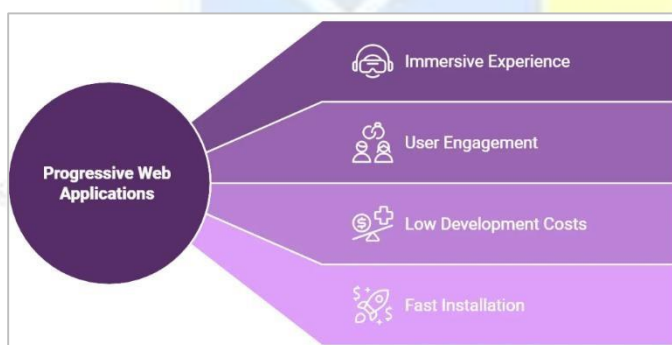 Progressive Web
Applications
Immersive Experience
User Engagement
Low Development Costs
Fast Installation